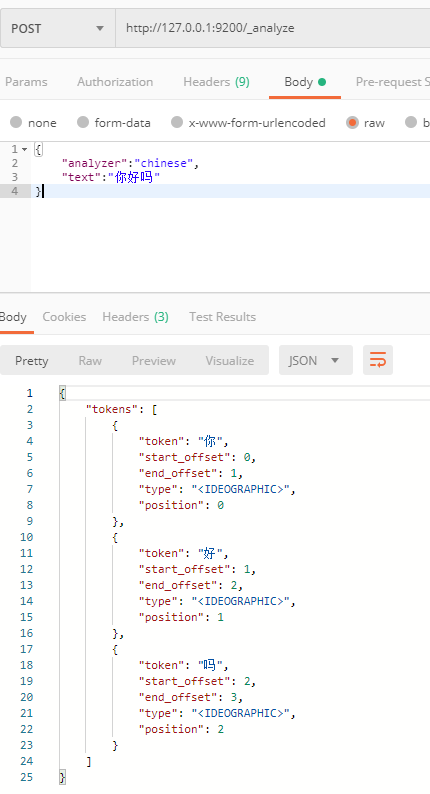 POST http://127.0.0.1:9200/_analyze
Params Authorization Headers (9) Body Pre-request S
none form-data x-www-form-urlencoded raw b
1 {
2 "analyzer":"chinese",
3 "text":"你好吗"
4 }
Body Cookies Headers (3) Test Results
Pretty Raw Preview Visualize JSON
1 {
2 "tokens": [
3 {
4 "token": "你",
5 "start_offset": 0,
6 "end_offset": 1,
7 "type": "<IDEOGRAPHIC>",
8 "position": 0
9 },
10 {
11 "token": "好",
12 "start_offset": 1,
13 "end_offset": 2,
14 "type": "<IDEOGRAPHIC>",
15 "position": 1
16 },
17 {
18 "token": "吗",
19 "start_offset": 2,
20 "end_offset": 3,
21 "type": "<IDEOGRAPHIC>",
22 "position": 2
23 }
24 ]
25 }